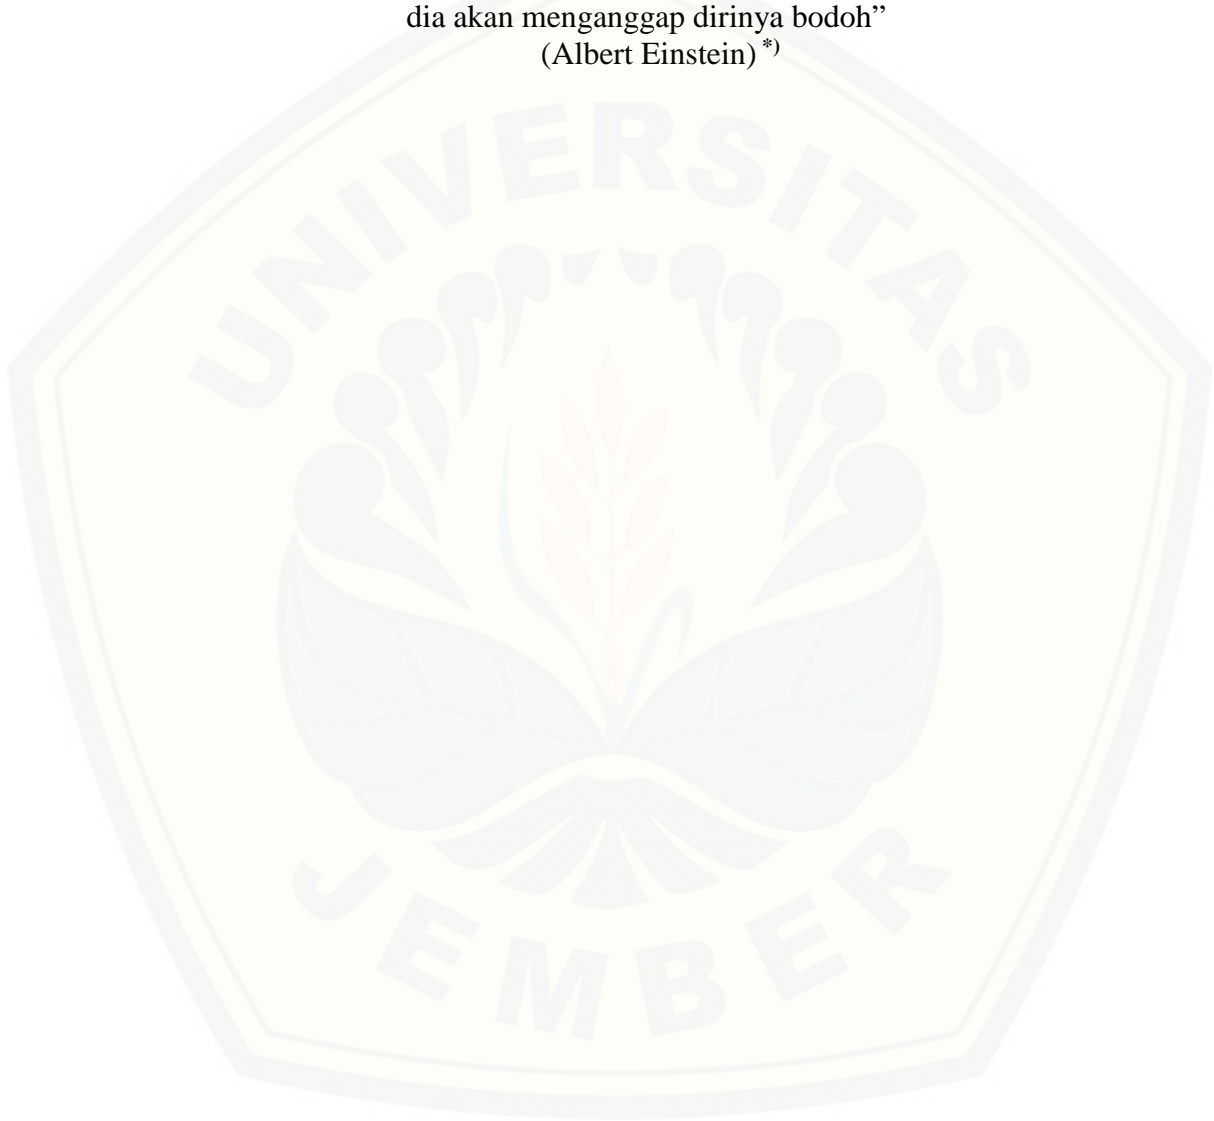 dia akan menganggap dirinya bodoh”
(Albert Einstein) *)
UNIVERSITAS
JEMBER